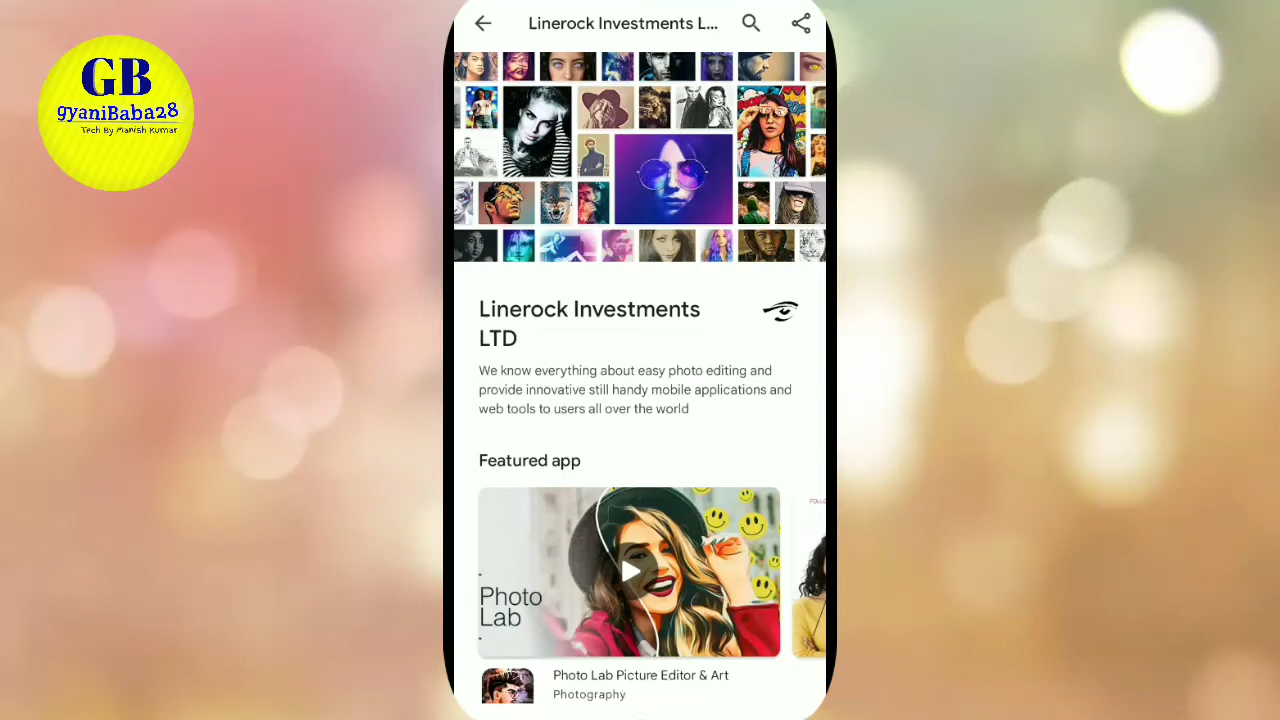 GB
gyaniBaba28
Tech By Manish Kumar
Linerock Investments L...
Linerock Investments
LTD
We know everything about easy photo editing and
provide innovative still handy mobile applications and
web tools to users all over the world
Featured app
Photo
Lab
Photo Lab Picture Editor & Art
Photography